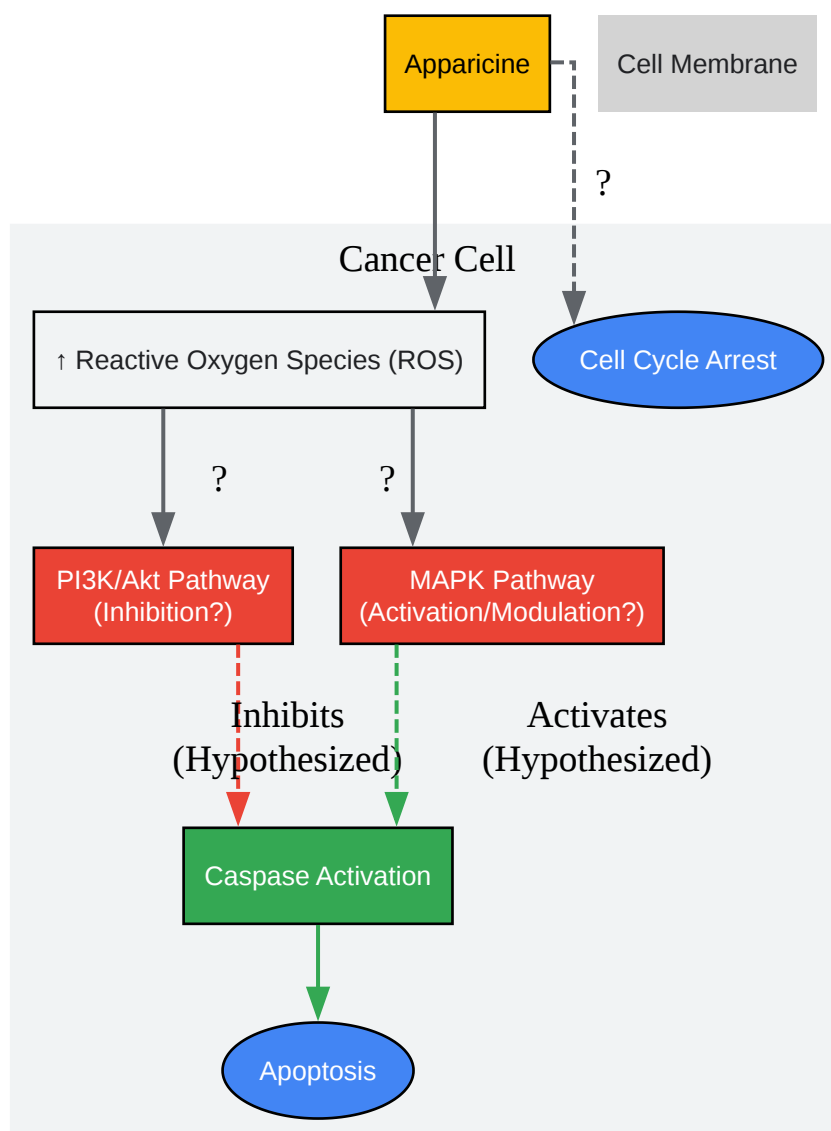 Apparicine
Cell Membrane
?
Cancer Cell
↑ Reactive Oxygen Species (ROS)
Cell Cycle Arrest
?
?
PI3K/Akt Pathway
(Inhibition?)
MAPK Pathway
(Activation/Modulation?)
Inhibits
(Hypothesized)
Activates
(Hypothesized)
Caspase Activation
Apoptosis